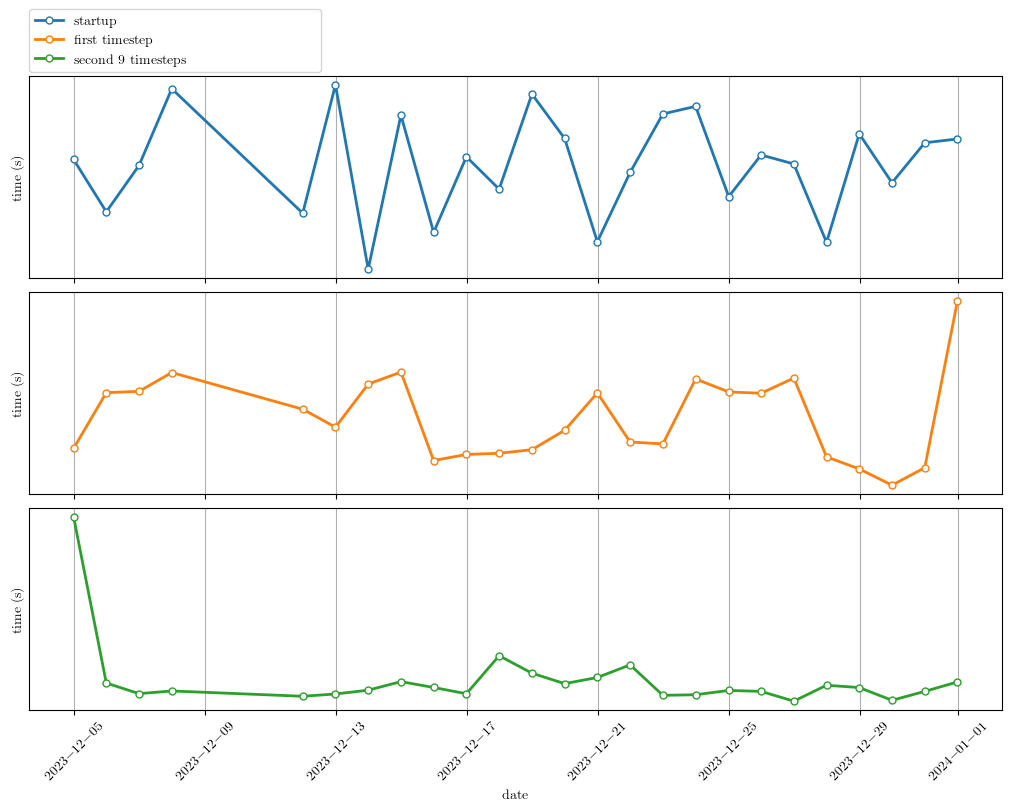 startup
first timestep
second 9 timesteps
time (s)
time (s)
time (s)
2023-12-05
2023-12-09
2023-12-13
2023-12-17
2023-12-21
2023-12-25
2023-12-29
2024-01-01
date